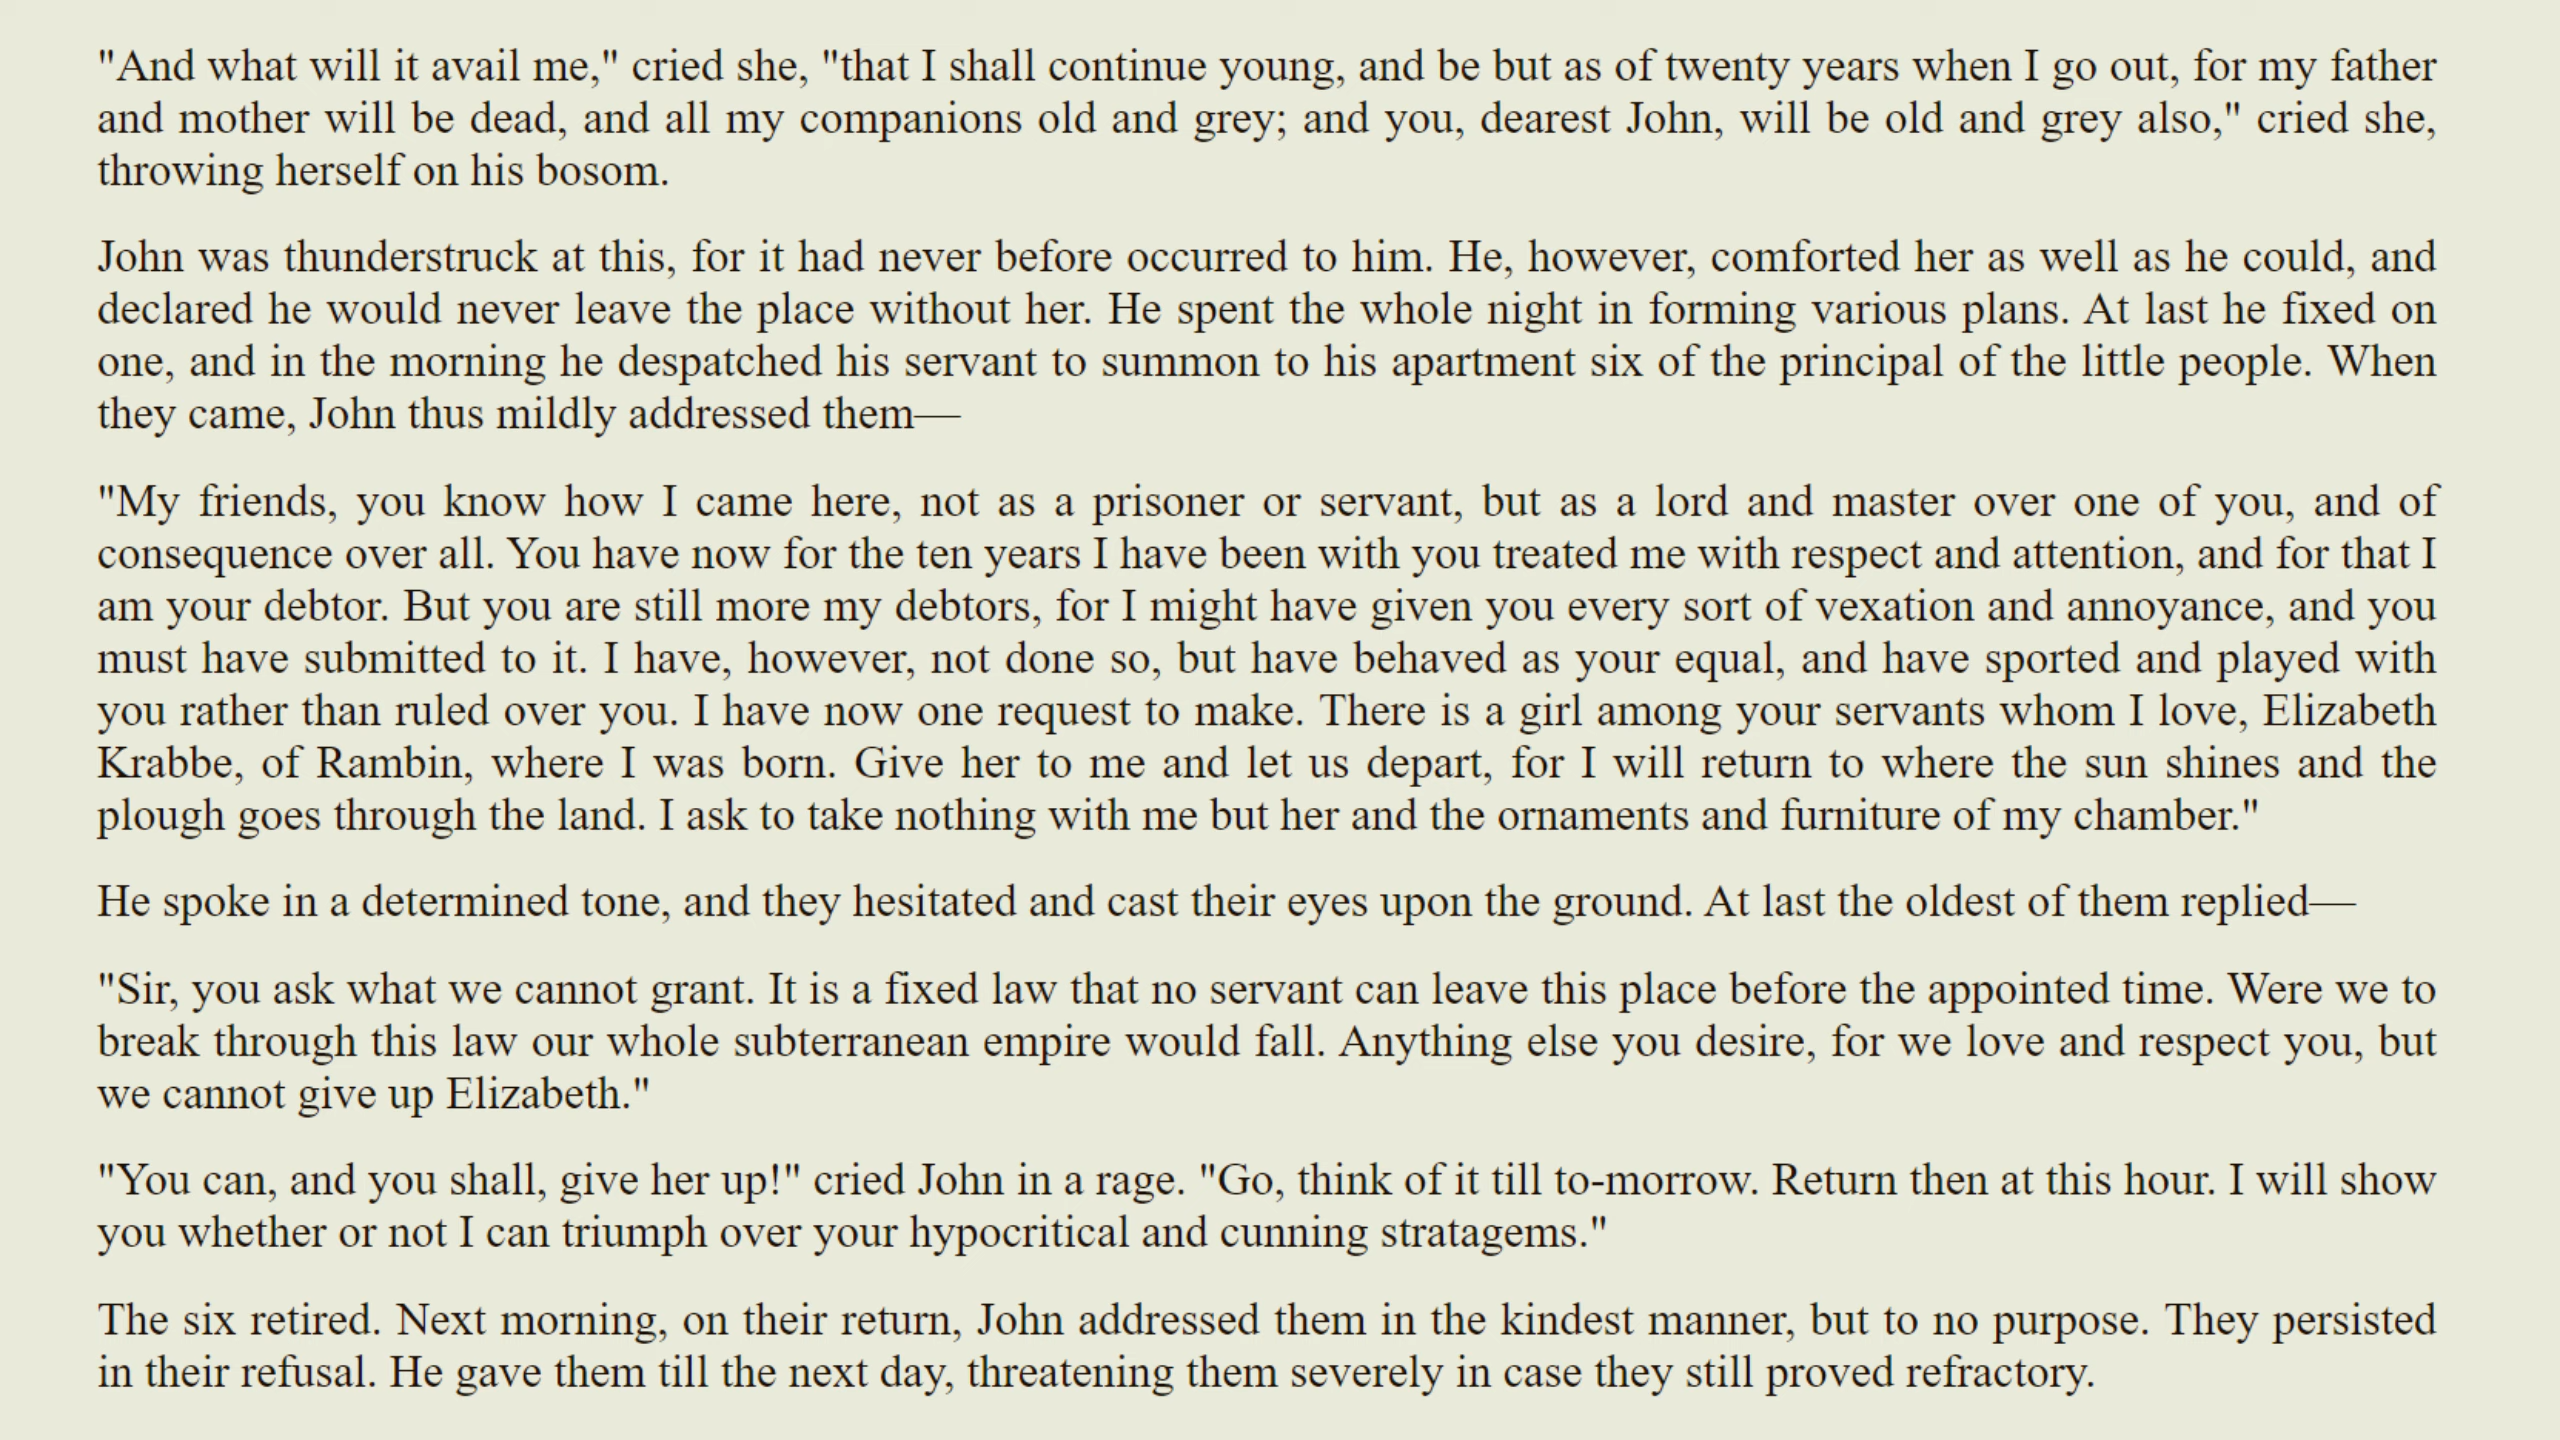 "And what will it avail me," cried she, "that I shall continue young, and be but as of twenty years when I go out, for my father
and mother will be dead, and all my companions old and grey; and you, dearest John, will be old and grey also," cried she,
throwing herself on his bosom.
John was thunderstruck at this, for it had never before occurred to him. He, however, comforted her as well as he could, and
declared he would never leave the place without her. He spent the whole night in forming various plans. At last he fixed on
one, and in the morning he despatched his servant to summon to his apartment six of the principal of the little people. When
they came, John thus mildly addressed them—
"My friends, you know how I came here, not as a prisoner or servant, but as a lord and master over one of you, and of
consequence over all. You have now for the ten years I have been with you treated me with respect and attention, and for that I
am your debtor. But you are still more my debtors, for I might have given you every sort of vexation and annoyance, and you
must have submitted to it. I have, however, not done so, but have behaved as your equal, and have sported and played with
you rather than ruled over you. I have now one request to make. There is a girl among your servants whom I love, Elizabeth
Krabbe, of Rambin, where I was born. Give her to me and let us depart, for I will return to where the sun shines and the
plough goes through the land. I ask to take nothing with me but her and the ornaments and furniture of my chamber."
He spoke in a determined tone, and they hesitated and cast their eyes upon the ground. At last the oldest of them replied—
"Sir, you ask what we cannot grant. It is a fixed law that no servant can leave this place before the appointed time. Were we to
break through this law our whole subterranean empire would fall. Anything else you desire, for we love and respect you, but
we cannot give up Elizabeth."
"You can, and you shall, give her up!" cried John in a rage. "Go, think of it till to-morrow. Return then at this hour. I will show
you whether or not I can triumph over your hypocritical and cunning stratagems."
The six retired. Next morning, on their return, John addressed them in the kindest manner, but to no purpose. They persisted
in their refusal. He gave them till the next day, threatening them severely in case they still proved refractory.